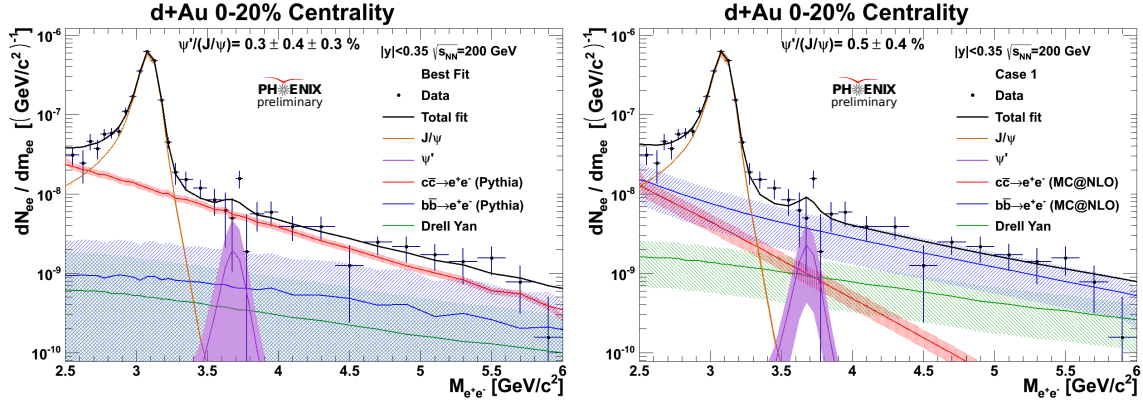 d+Au 0-20% Centrality
ψ'/(J/ψ)= 0.3 ± 0.4 ± 0.3 %
|y|<0.35 √sNN=200 GeV
PHENIX
preliminary
Best Fit
Data
Total fit
J/ψ
ψ'
cc̄→e⁺e⁻ (Pythia)
bb̄→e⁺e⁻ (Pythia)
Drell Yan
dNee / dmee [(GeV/c²)⁻¹]
10⁻⁶
10⁻⁷
10⁻⁸
10⁻⁹
10⁻¹⁰
2.5 3 3.5 4 4.5 5 5.5 6
Me⁺e⁻ [GeV/c²]
d+Au 0-20% Centrality
ψ'/(J/ψ)= 0.5 ± 0.4 %
|y|<0.35 √sNN=200 GeV
PHENIX
preliminary
Case 1
Data
Total fit
J/ψ
ψ'
cc̄→e⁺e⁻ (MC@NLO)
bb̄→e⁺e⁻ (MC@NLO)
Drell Yan
dNee / dmee [(GeV/c²)⁻¹]
10⁻⁶
10⁻⁷
10⁻⁸
10⁻⁹
10⁻¹⁰
2.5 3 3.5 4 4.5 5 5.5 6
Me⁺e⁻ [GeV/c²]